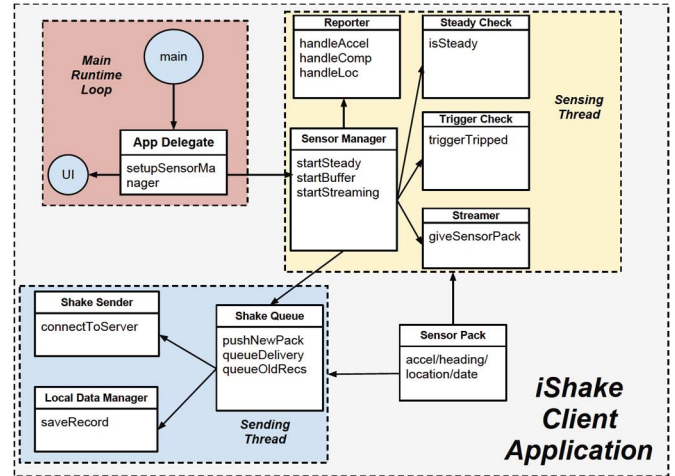 main
Main
Runtime
Loop
App Delegate
setupSensorMa
nager
UI
Reporter
handleAccel
handleComp
handleLoc
Steady Check
isSteady
Sensing
Thread
Sensor Manager
startSteady
startBuffer
startStreaming
Trigger Check
triggerTripped
Streamer
giveSensorPack
Shake Sender
connectToServer
Shake Queue
pushNewPack
queueDelivery
queueOldRecs
Local Data Manager
saveRecord
Sending
Thread
Sensor Pack
accel/heading/
location/date
iShake
Client
Application